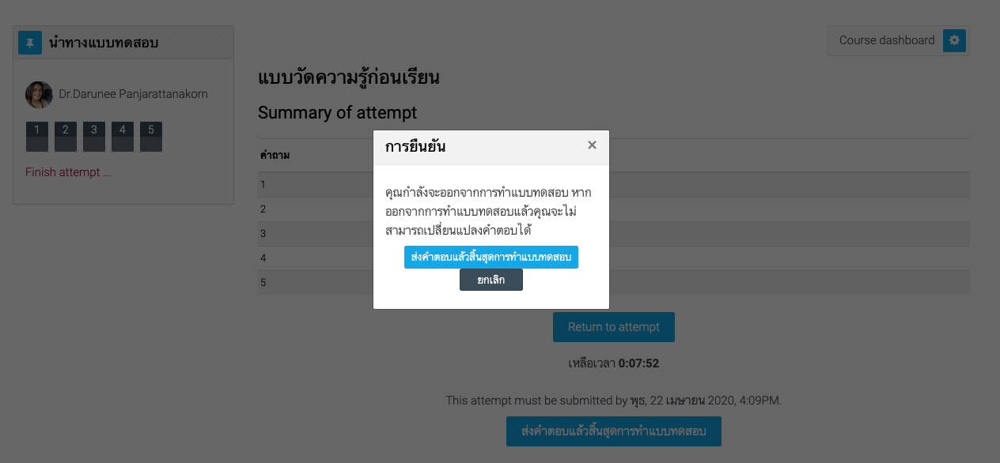 นำทางแบบทดสอบ
Dr.Darunee Panjarattanakorn
1 2 3 4 5
Finish attempt ...
Course dashboard
แบบวัดความรู้ก่อนเรียน
Summary of attempt
คำถาม
1
2
3
4
5
การยืนยัน ×
คุณกำลังจะออกจากการทำแบบทดสอบ หาก
ออกจากการทำแบบทดสอบแล้วคุณจะไม่
สามารถเปลี่ยนแปลงคำตอบได้
ส่งคำตอบแล้วสิ้นสุดการทำแบบทดสอบ
ยกเลิก
Return to attempt
เหลือเวลา 0:07:52
This attempt must be submitted by พุธ, 22 เมษายน 2020, 4:09PM.
ส่งคำตอบแล้วสิ้นสุดการทำแบบทดสอบ